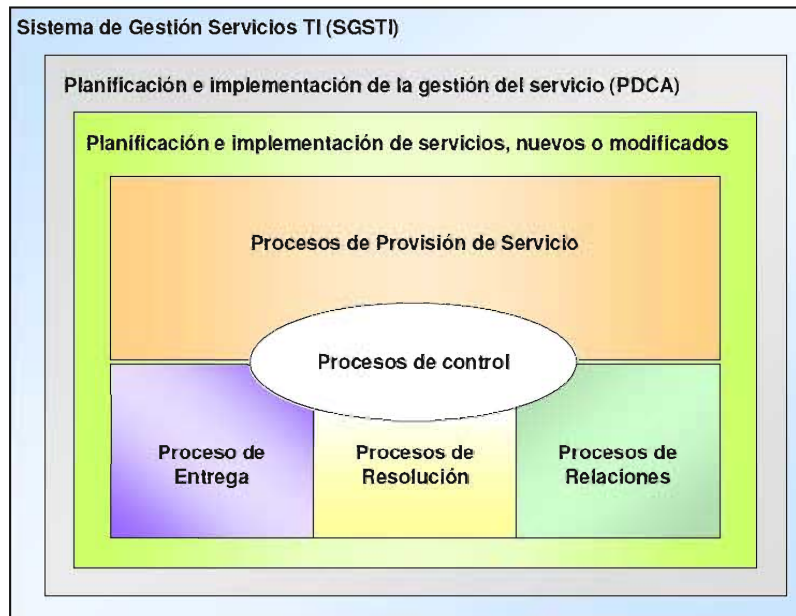 Sistema de Gestión Servicios TI (SGSTI)
Planificación e implementación de la gestión del servicio (PDCA)
Planificación e implementación de servicios, nuevos o modificados
Procesos de Provisión de Servicio
Procesos de control
Proceso de
Entrega
Procesos de
Resolución
Procesos de
Relaciones